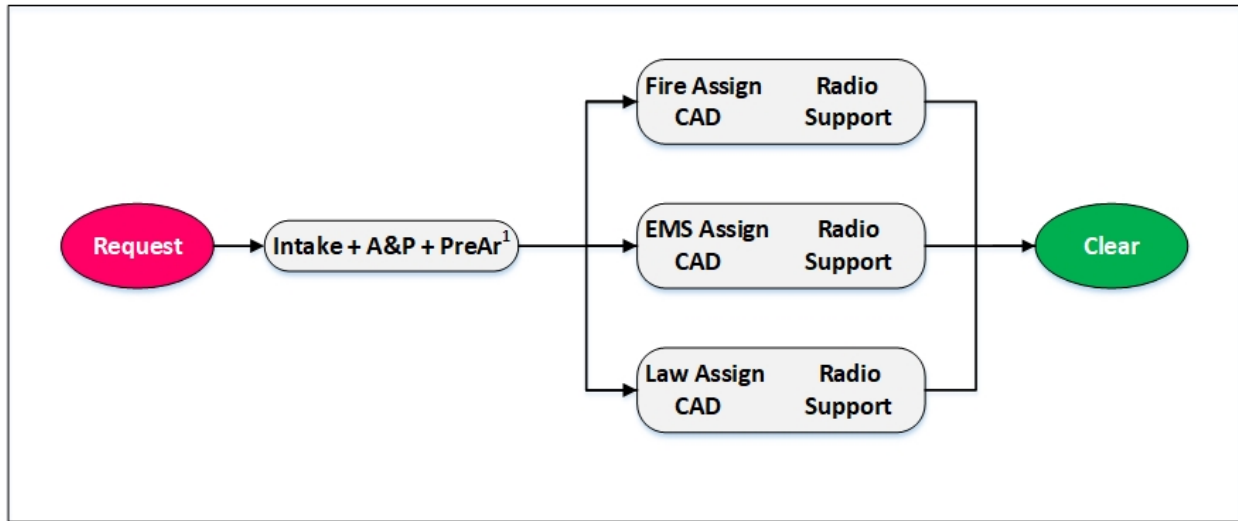 Fire Assign Radio
CAD Support
Request
Intake + A&P + PreAr¹
EMS Assign Radio
CAD Support
Clear
Law Assign Radio
CAD Support